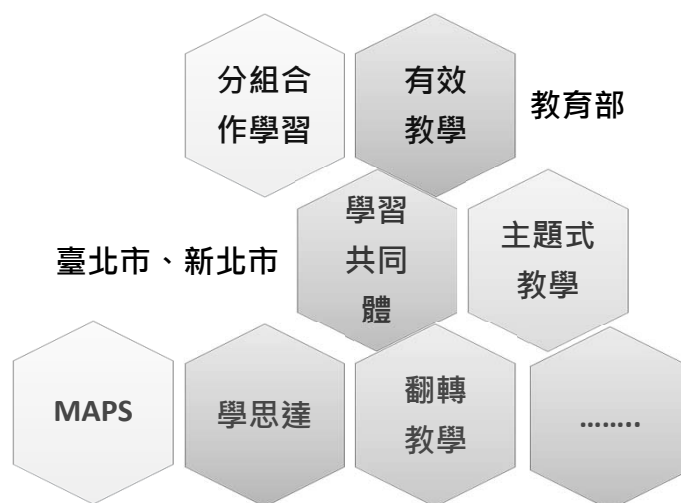 分組合
作學習
有效
教學
教育部
臺北市、新北市
學習
共同
體
主題式
教學
MAPS
學思達
翻轉
教學
........